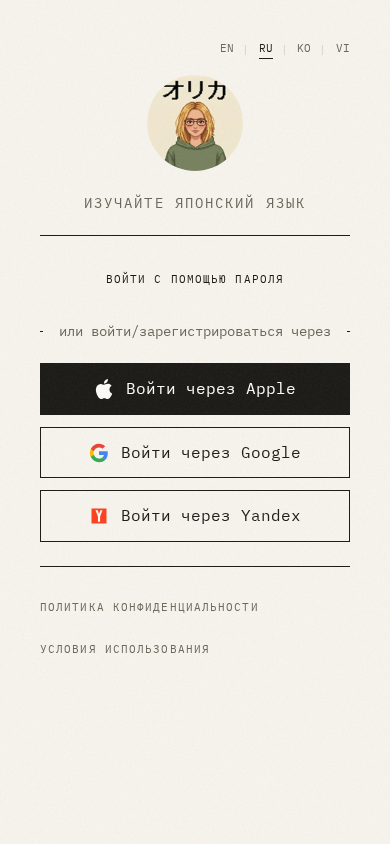 EN | RU | KO | VI
オリカ
ИЗУЧАЙТЕ ЯПОНСКИЙ ЯЗЫК
ВОЙТИ С ПОМОЩЬЮ ПАРОЛЯ
или войти/зарегистрироваться через
Войти через Apple
Войти через Google
Войти через Yandex
ПОЛИТИКА КОНФИДЕНЦИАЛЬНОСТИ
УСЛОВИЯ ИСПОЛЬЗОВАНИЯ